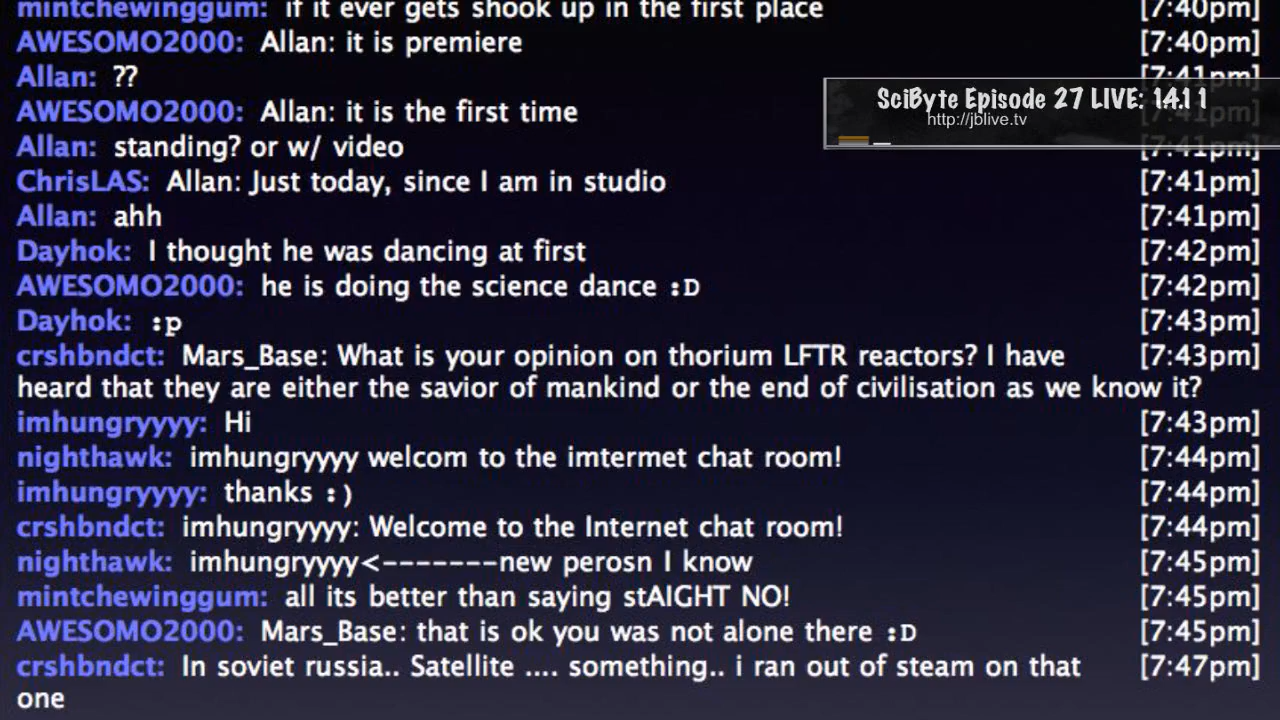 mintchewinggum: if it ever gets shook up in the first place [7:40pm]
AWESOMO2000: Allan: it is premiere [7:40pm]
Allan: ?? [7:41pm]
SciByte Episode 27 LIVE: 14.11
http://jblive.tv
AWESOMO2000: Allan: it is the first time [7:41pm]
Allan: standing? or w/ video [7:41pm]
ChrisLAS: Allan: Just today, since I am in studio [7:41pm]
Allan: ahh [7:41pm]
Dayhok: I thought he was dancing at first [7:42pm]
AWESOMO2000: he is doing the science dance :D [7:42pm]
Dayhok: :p [7:43pm]
crshbndct: Mars_Base: What is your opinion on thorium LFTR reactors? I have [7:43pm]
heard that they are either the savior of mankind or the end of civilisation as we know it?
imhungryyyy: Hi [7:43pm]
nighthawk: imhungryyyy welcom to the imtermet chat room! [7:44pm]
imhungryyyy: thanks :) [7:44pm]
crshbndct: imhungryyyy: Welcome to the Internet chat room! [7:44pm]
nighthawk: imhungryyyy<-------new perosn I know [7:45pm]
mintchewinggum: all its better than saying stAIGHT NO! [7:45pm]
AWESOMO2000: Mars_Base: that is ok you was not alone there :D [7:45pm]
crshbndct: In soviet russia.. Satellite .... something.. i ran out of steam on that [7:47pm]
one